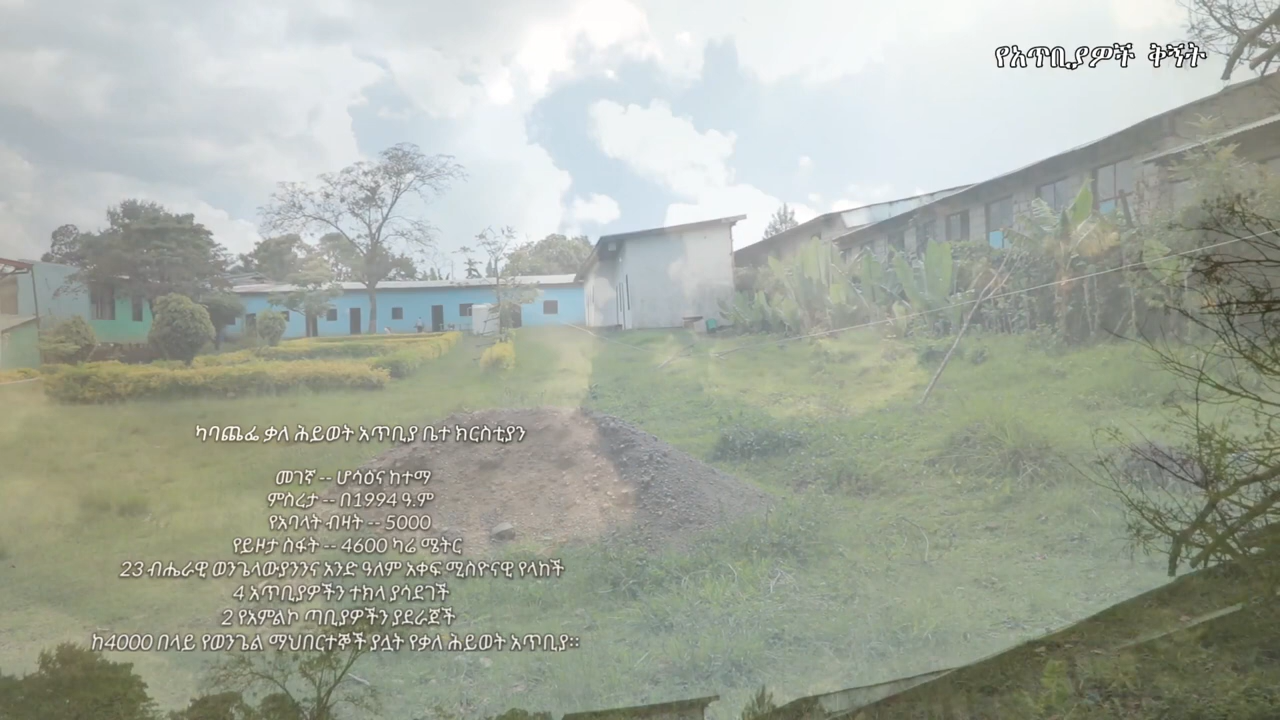 የአጥቢያዎች ቅኝት
ካባጨፌ ቃለ ሕይወት አጥቢያ ቤተ ክርስቲያን
መገኛ -- ሆሳዕና ከተማ
ምስረታ -- በ1994 ዓ.ም
የአባላት ብዛት -- 5000
የይዞታ ስፋት -- 4600 ካሬ ሜትር
23 ብሔራዊ ወንጌላውያንንና አንድ ዓለም አቀፍ ሚስዮናዊ የላከች
4 አጥቢያዎችን ተክላ ያሳደገች
2 የአምልኮ ጣቢያዎችን ያደራጀች
ከ4000 በላይ የወንጌል ማህበርተኞች ያሏት የቃለ ሕይወት አጥቢያ።